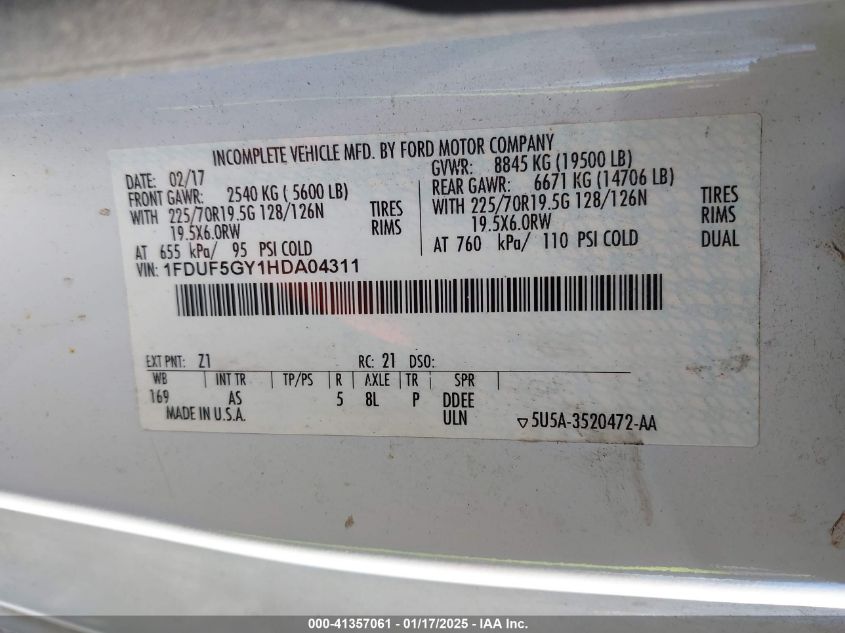 INCOMPLETE VEHICLE MFD. BY FORD MOTOR COMPANY
DATE: 02/17 GVWR: 8845 KG (19500 LB)
FRONT GAWR: 2540 KG ( 5600 LB) REAR GAWR: 6671 KG (14706 LB)
WITH 225/70R19.5G 128/126N TIRES WITH 225/70R19.5G 128/126N TIRES
19.5X6.0RW RIMS 19.5X6.0RW RIMS
AT 655 kPa/ 95 PSI COLD AT 760 kPa/ 110 PSI COLD DUAL
VIN: 1FDUF5GY1HDA04311
EXT PNT: Z1 RC: 21 DSO:
WB INT TR TP/PS R AXLE TR SPR
169 AS 5 8L P DDEE
MADE IN U.S.A. ULN ▽5U5A-3520472-AA
000-41357061 - 01/17/2025 - IAA Inc.